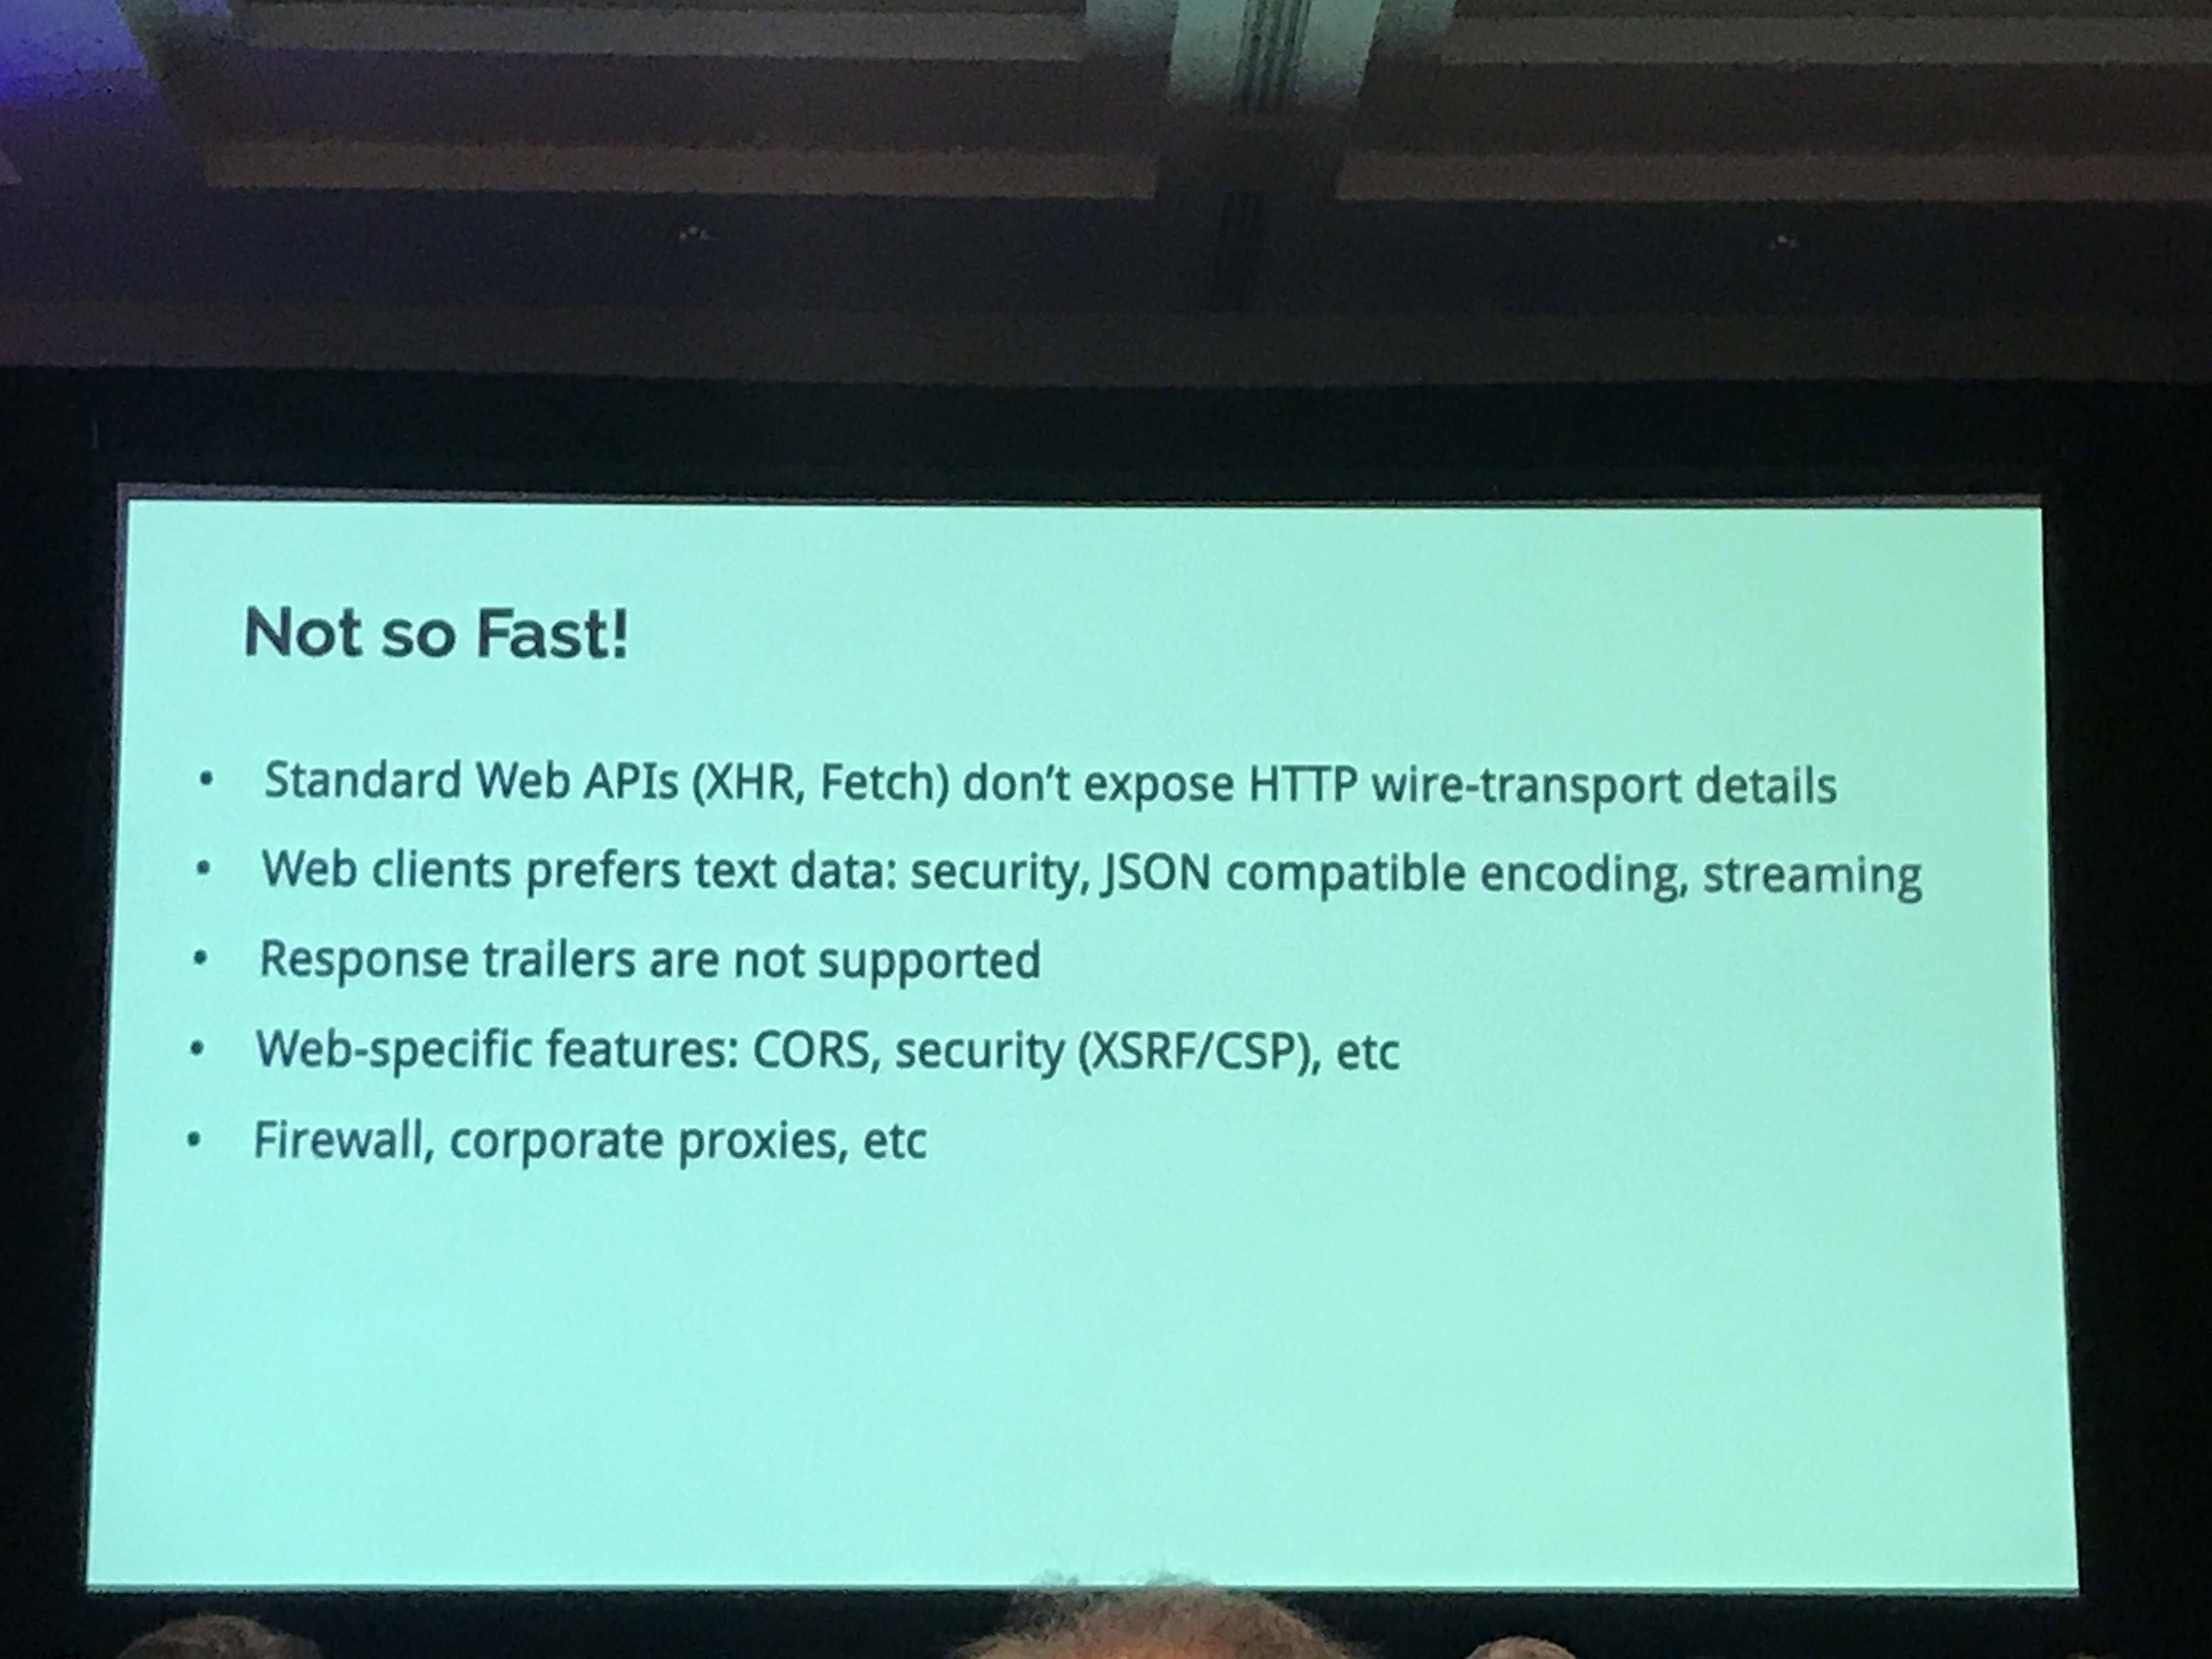 Not so Fast!
• Standard Web APIs (XHR, Fetch) don’t expose HTTP wire-transport details
• Web clients prefers text data: security, JSON compatible encoding, streaming
• Response trailers are not supported
• Web-specific features: CORS, security (XSRF/CSP), etc
• Firewall, corporate proxies, etc